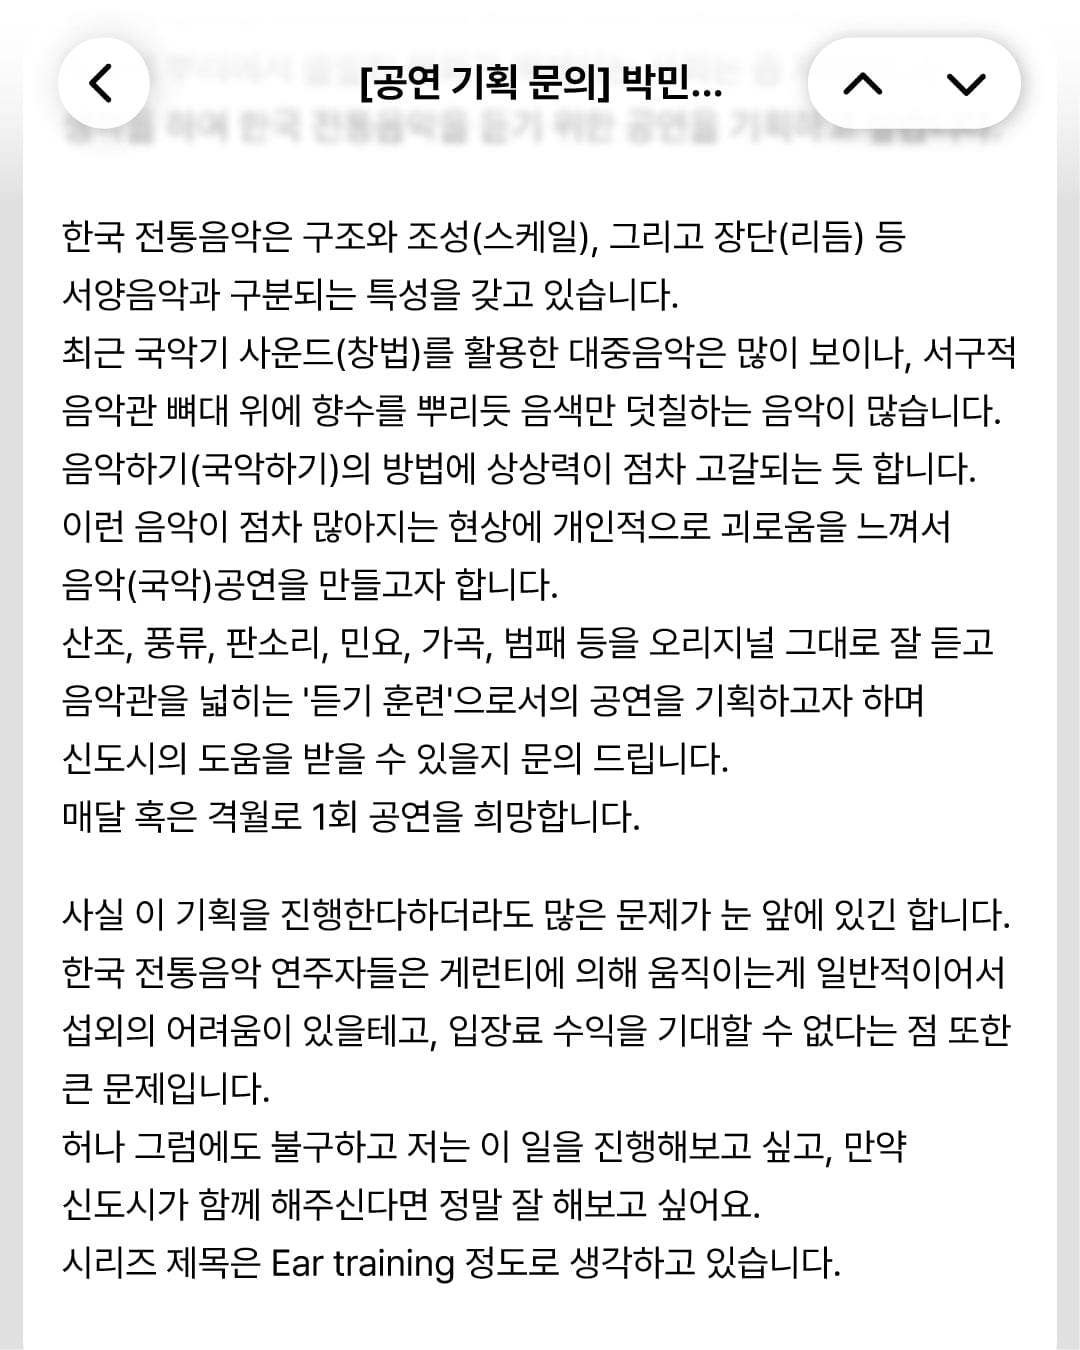 [공연 기획 문의] 박민...
하여 한국 전통음악을 듣기 위한 공연을 기획하고
한국 전통음악은 구조와 조성(스케일), 그리고 장단(리듬) 등
서양음악과 구분되는 특성을 갖고 있습니다.
최근 국악기 사운드(창법)를 활용한 대중음악은 많이 보이나, 서구적
음악관 뼈대 위에 향수를 뿌리듯 음색만 덧칠하는 음악이 많습니다.
음악하기(국악하기)의 방법에 상상력이 점차 고갈되는 듯 합니다.
이런 음악이 점차 많아지는 현상에 개인적으로 괴로움을 느껴서
음악(국악)공연을 만들고자 합니다.
산조, 풍류, 판소리, 민요, 가곡, 범패 등을 오리지널 그대로 잘 듣고
음악관을 넓히는 '듣기 훈련'으로서의 공연을 기획하고자 하며
신도시의 도움을 받을 수 있을지 문의 드립니다.
매달 혹은 격월로 1회 공연을 희망합니다.
사실 이 기획을 진행한다하더라도 많은 문제가 눈 앞에 있긴 합니다.
한국 전통음악 연주자들은 게런티에 의해 움직이는게 일반적이어서
섭외의 어려움이 있을테고, 입장료 수익을 기대할 수 없다는 점 또한
큰 문제입니다.
허나 그럼에도 불구하고 저는 이 일을 진행해보고 싶고, 만약
신도시가 함께 해주신다면 정말 잘 해보고 싶어요.
시리즈 제목은 Ear training 정도로 생각하고 있습니다.